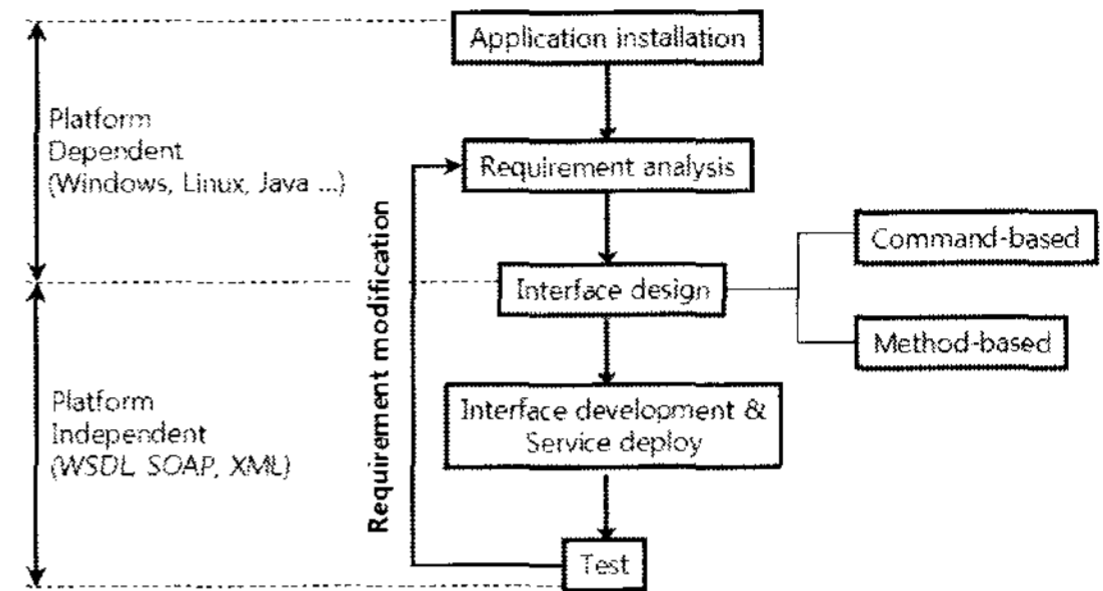 Application installation
Platform
Dependent
(Windows, Linux, Java ...)
Requirement analysis
Requirement modification
Command-based
Interface design
Method-based
Platform
Independent
(WSDL SOAP, XML)
Interface development &
Service deploy
Test